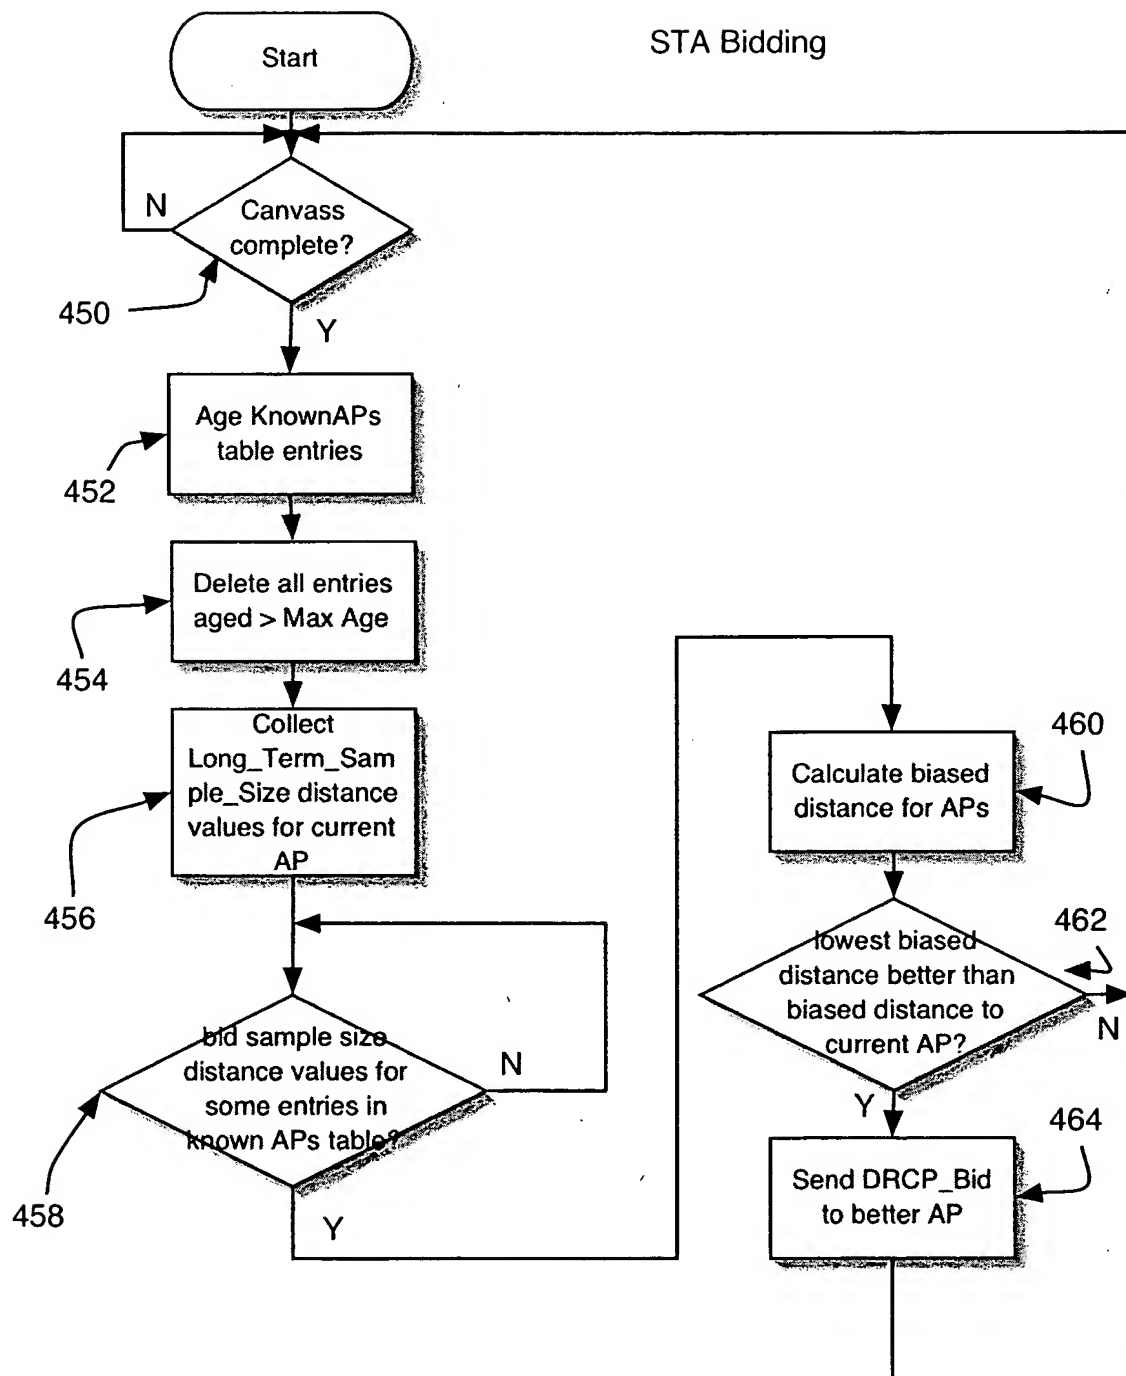 STA Bidding
Start
Canvass
complete?
N
Y
450
Age KnownAPs
table entries
452
Delete all entries
aged > Max Age
454
Collect
Long_Term_Sam
ple_Size distance
values for current
AP
456
bid sample size
distance values for
some entries in
known APs table?
N
Y
458
Calculate biased
distance for APs
460
lowest biased
distance better than
biased distance to
current AP?
462
N
Y
Send DRCP_Bid
to better AP
464